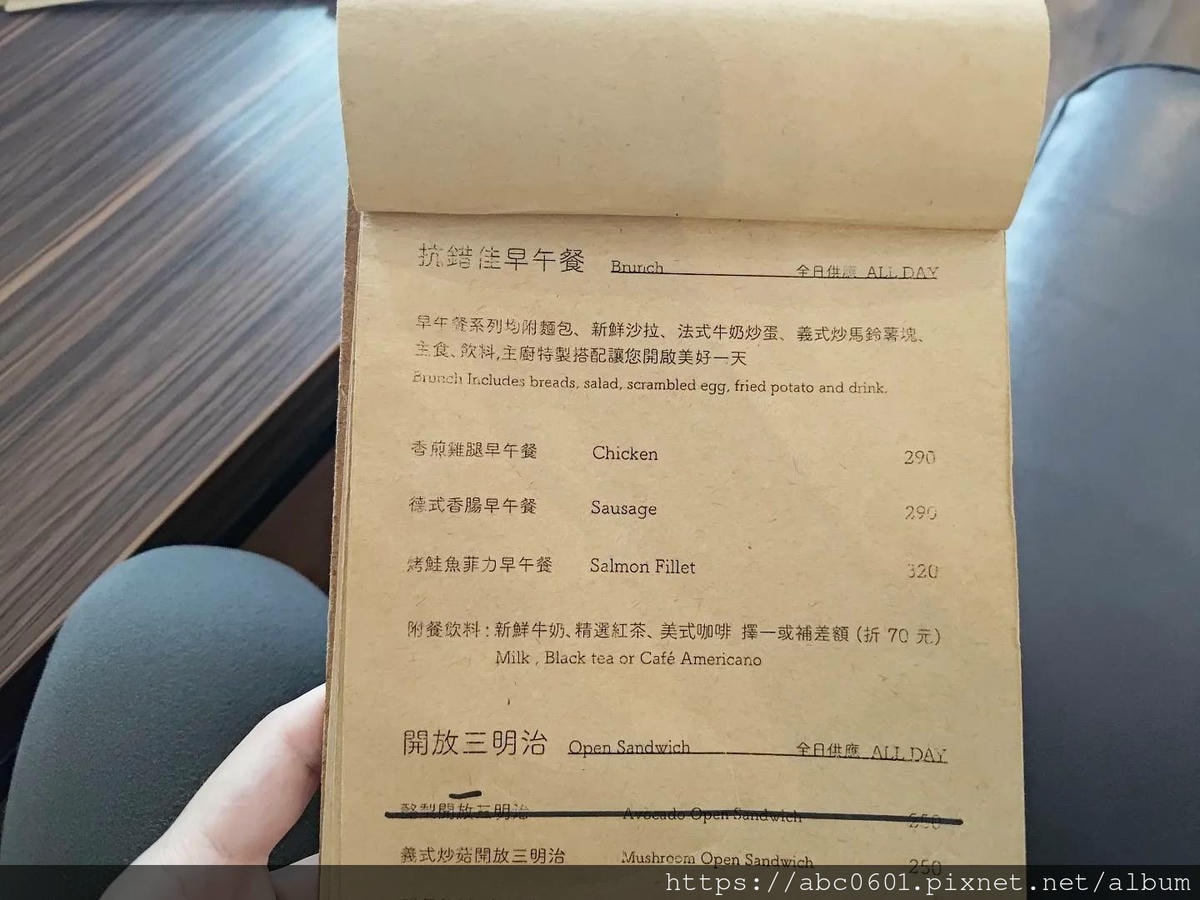 抗錯佳早午餐 Brunch 全日供應 ALL DAY
早午餐系列均附麵包、新鮮沙拉、法式牛奶炒蛋、義式炒馬鈴薯塊、
主食、飲料,主廚特製搭配讓您開啟美好一天
Brunch Includes breads, salad, scrambled egg, fried potato and drink.
香煎雞腿早午餐 Chicken 290
德式香腸早午餐 Sausage 290
烤鮭魚菲力早午餐 Salmon Fillet 320
附餐飲料:新鮮牛奶、精選紅茶、美式咖啡 擇一或補差額 (折 70 元)
Milk , Black tea or Café Americano
開放三明治 Open Sandwich 全日供應 ALL DAY
酪梨開放三明治 Avocado Open Sandwich 250
義式炒菇開放三明治 Mushroom Open Sandwich 250
https://abc0601.pixnet.net/album